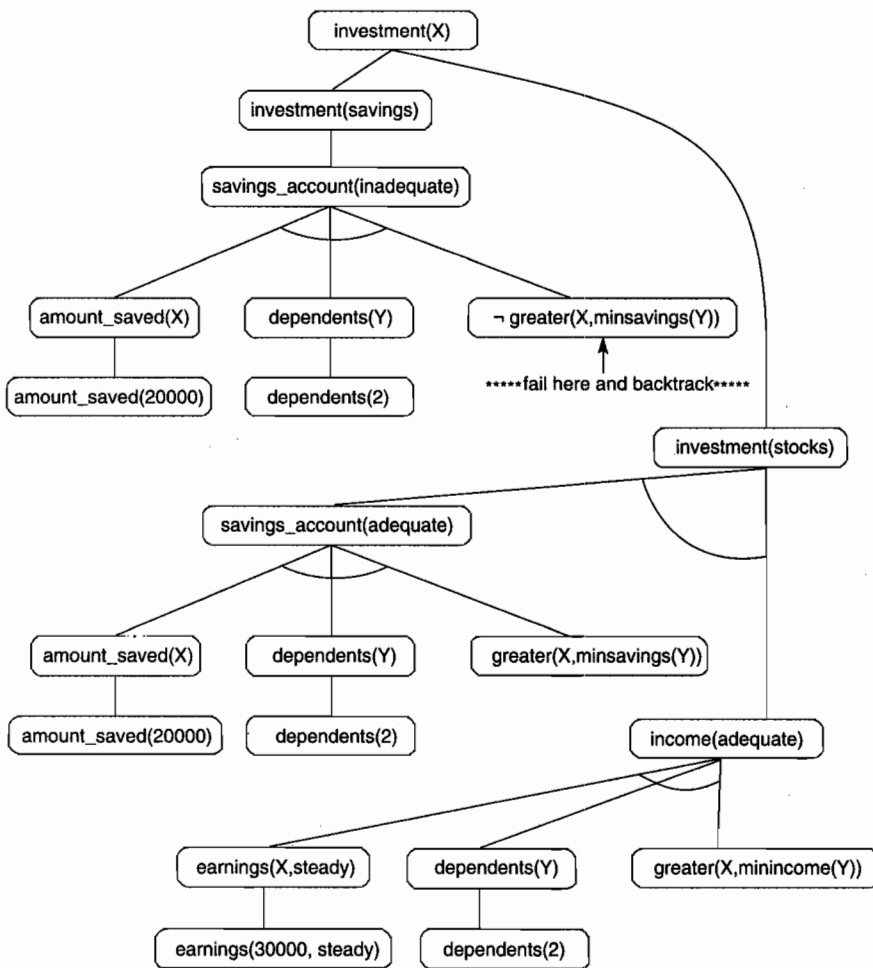 investment(X)
investment(savings)
savings_account(inadequate)
amount_saved(X)
dependents(Y)
¬ greater(X,minsavings(Y))
amount_saved(20000)
dependents(2)
*****fail here and backtrack*****
investment(stocks)
savings_account(adequate)
amount_saved(X)
dependents(Y)
greater(X,minsavings(Y))
amount_saved(20000)
dependents(2)
income(adequate)
earnings(X,steady)
dependents(Y)
greater(X,minincome(Y))
earnings(30000, steady)
dependents(2)